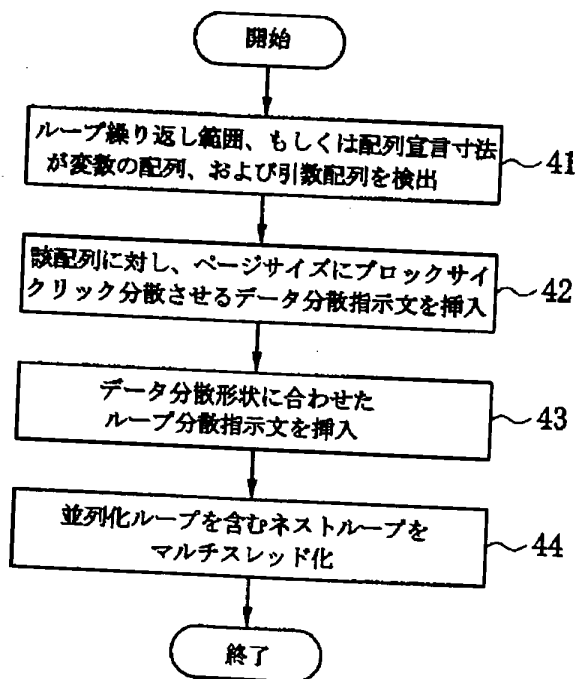 開始
ループ繰り返し範囲、もしくは配列宣言寸法
が変数の配列、および引数配列を検出
41
該配列に対し、ページサイズにブロックサイ
クリック分散させるデータ分散指示文を挿入
42
データ分散形状に合わせた
ループ分散指示文を挿入
43
並列化ループを含むネストループを
マルチスレッド化
44
終了